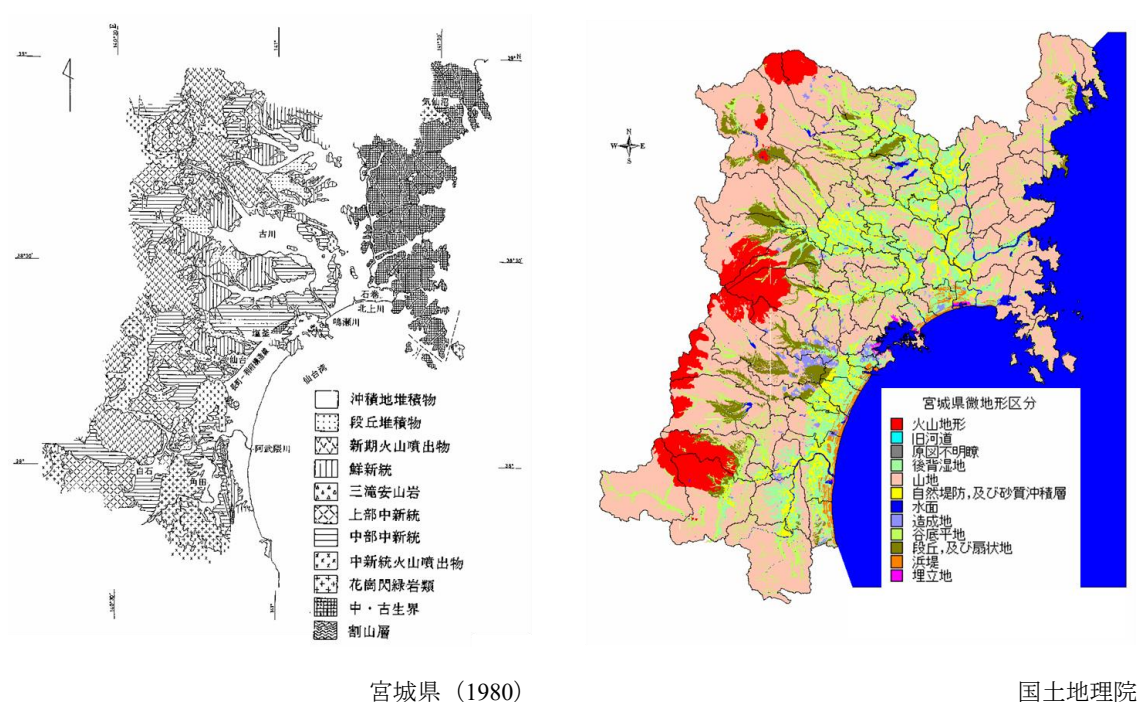 気仙沼
古川
石巻
北上川
鳴瀬川
塩釜
仙台
仙台湾
阿武隈川
白石
角田
沖積地堆積物
段丘堆積物
新期火山噴出物
鮮新統
三滝安山岩
上部中新統
中部中新統
中新統火山噴出物
花崗閃緑岩類
中・古生界
割山層
宮城県（1980）
N
W
E
S
宮城県微地形区分
火山地形
旧河道
原図不明瞭
後背湿地
山地
自然堤防,及び砂質沖積層
水面
造成地
谷底平地
段丘,及び扇状地
浜堤
埋立地
国土地理院